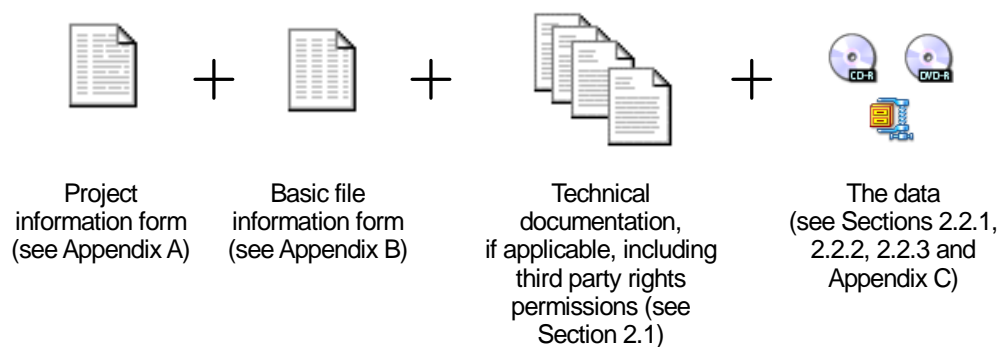 CD-R
DVD-R
Project
information form
(see Appendix A)
Basic file
information form
(see Appendix B)
Technical
documentation,
if applicable, including
third party rights
permissions (see
Section 2.1)
The data
(see Sections 2.2.1,
2.2.2, 2.2.3 and
Appendix C)